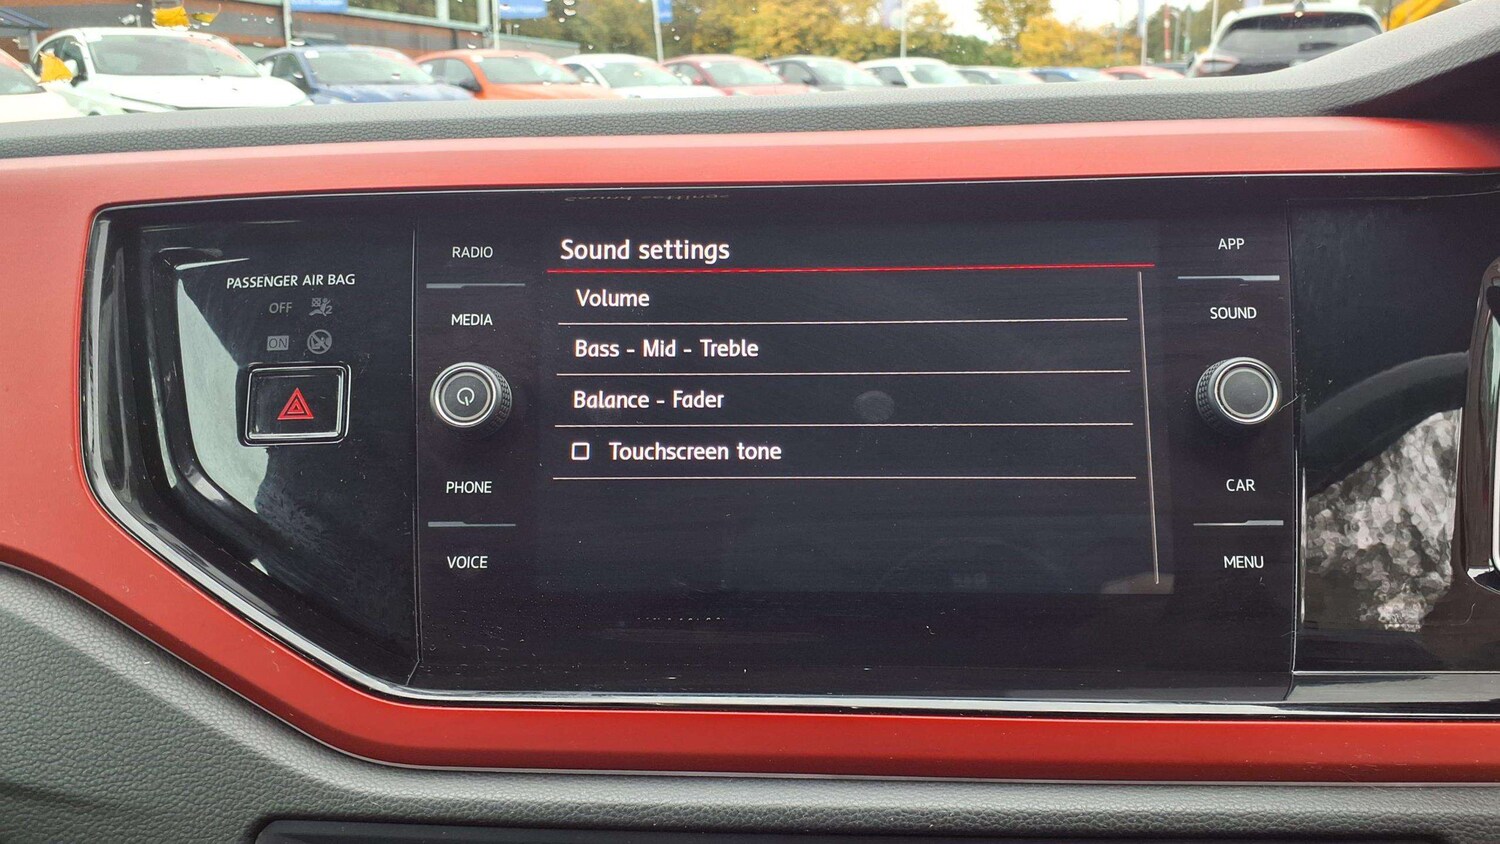 PASSENGER AIR BAG
OFF
ON
RADIO
MEDIA
PHONE
VOICE
Sound settings
Volume
Bass - Mid - Treble
Balance - Fader
Touchscreen tone
APP
SOUND
CAR
MENU